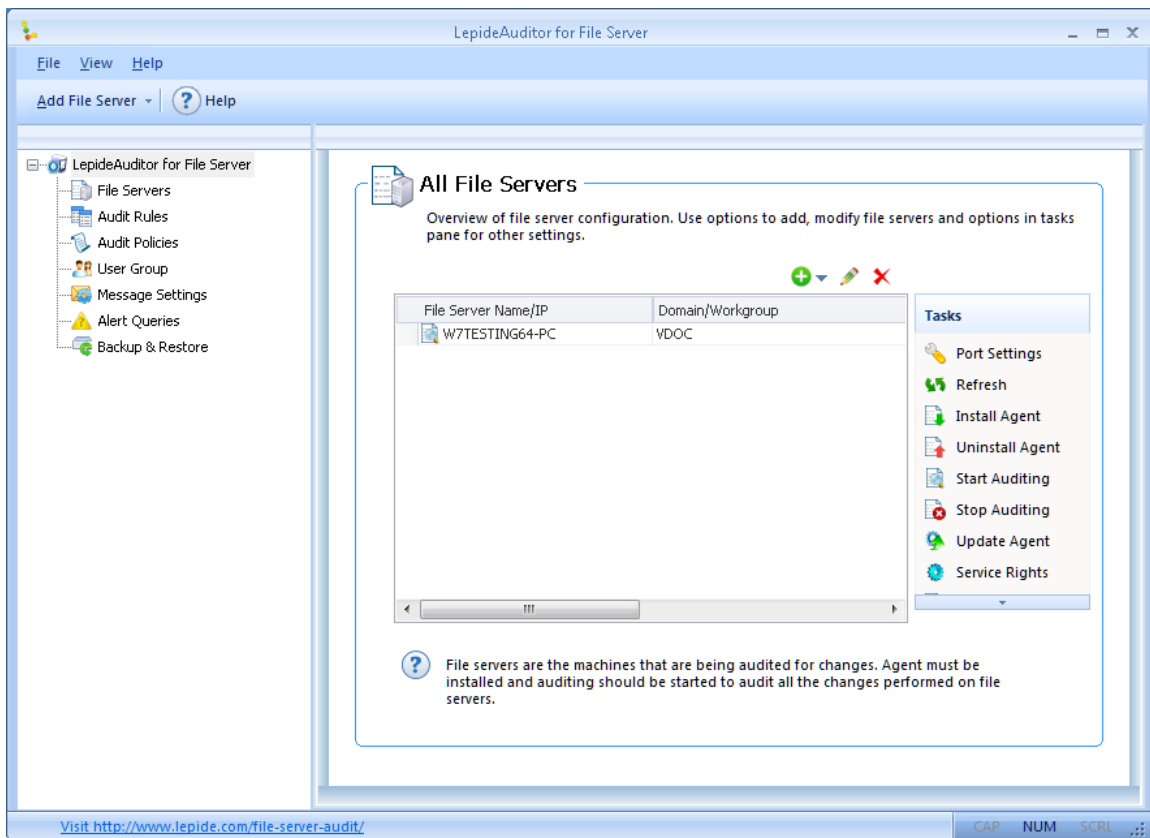 LepideAuditor for File Server
File View Help
Add File Server Help
LepideAuditor for File Server
File Servers
Audit Rules
Audit Policies
User Group
Message Settings
Alert Queries
Backup & Restore
All File Servers
Overview of file server configuration. Use options to add, modify file servers and options in tasks
pane for other settings.
File Server Name/IP Domain/Workgroup
W7TESTING64-PC VDOC
Tasks
Port Settings
Refresh
Install Agent
Uninstall Agent
Start Auditing
Stop Auditing
Update Agent
Service Rights
File servers are the machines that are being audited for changes. Agent must be
installed and auditing should be started to audit all the changes performed on file
servers.
Visit http://www.lepide.com/file-server-audit/
CAP NUM SCRL